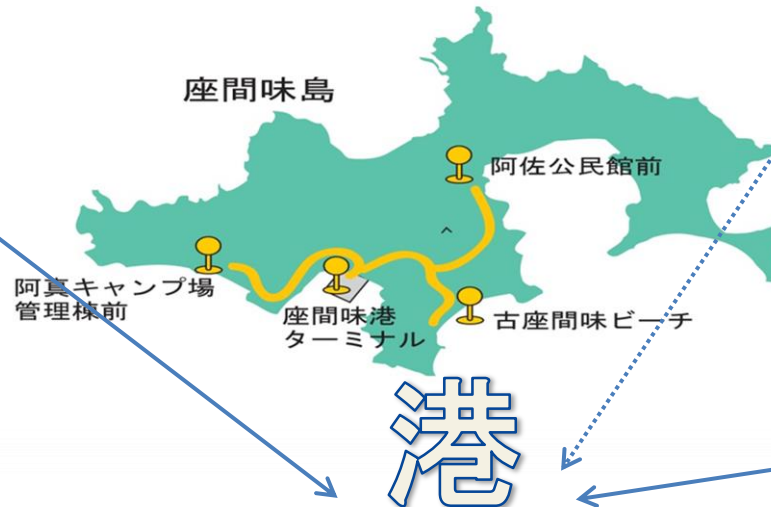 座間味島
阿佐公民館前
阿真キャンプ場
管理棟前
座間味港
ターミナル
古座間味ビーチ
港